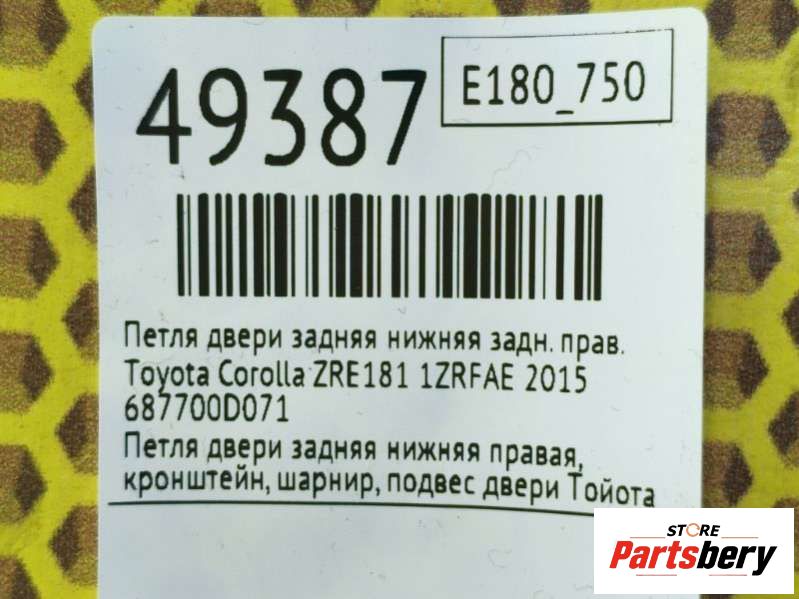 49387
E180_750
Петля двери задняя нижняя задн. прав.
Toyota Corolla ZRE181 1ZRFAE 2015
687700D071
Петля двери задняя нижняя правая,
кронштейн, шарнир, подвес двери Тойота
STORE
Partsbery